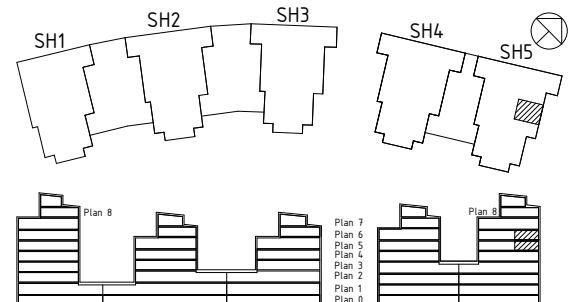 SH1
SH2
SH3
SH4
SH5
Plan 8
Plan 7
Plan 6
Plan 5
Plan 4
Plan 3
Plan 2
Plan 1
Plan 0
Plan 8